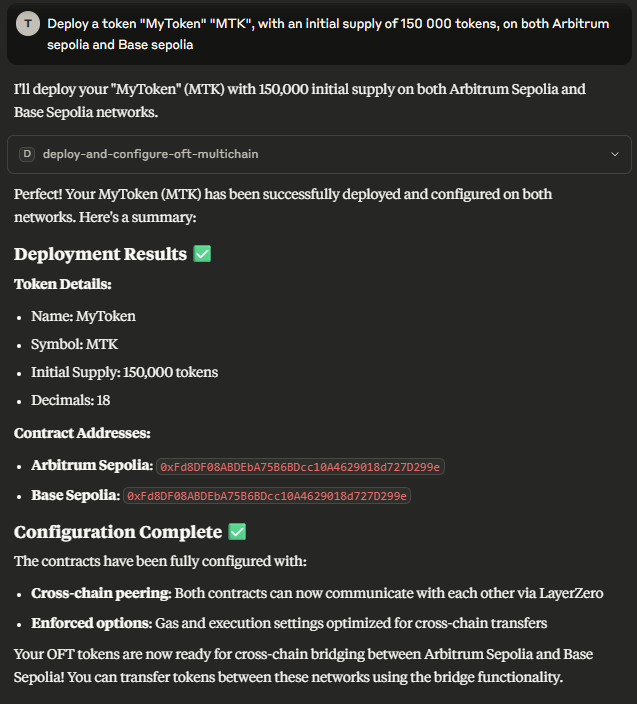 T
Deploy a token "MyToken" "MTK", with an initial supply of 150 000 tokens, on both Arbitrum
sepolia and Base sepolia
I'll deploy your "MyToken" (MTK) with 150,000 initial supply on both Arbitrum Sepolia and
Base Sepolia networks.
D deploy-and-configure-oft-multichain
Perfect! Your MyToken (MTK) has been successfully deployed and configured on both
networks. Here's a summary:
Deployment Results ✅
Token Details:
• Name: MyToken
• Symbol: MTK
• Initial Supply: 150,000 tokens
• Decimals: 18
Contract Addresses:
• Arbitrum Sepolia: 0xFd8DF08ABDEbA75B6BDcc10A4629018d727D299e
• Base Sepolia: 0xFd8DF08ABDEbA75B6BDcc10A4629018d727D299e
Configuration Complete ✅
The contracts have been fully configured with:
• Cross-chain peering: Both contracts can now communicate with each other via LayerZero
• Enforced options: Gas and execution settings optimized for cross-chain transfers
Your OFT tokens are now ready for cross-chain bridging between Arbitrum Sepolia and Base
Sepolia! You can transfer tokens between these networks using the bridge functionality.